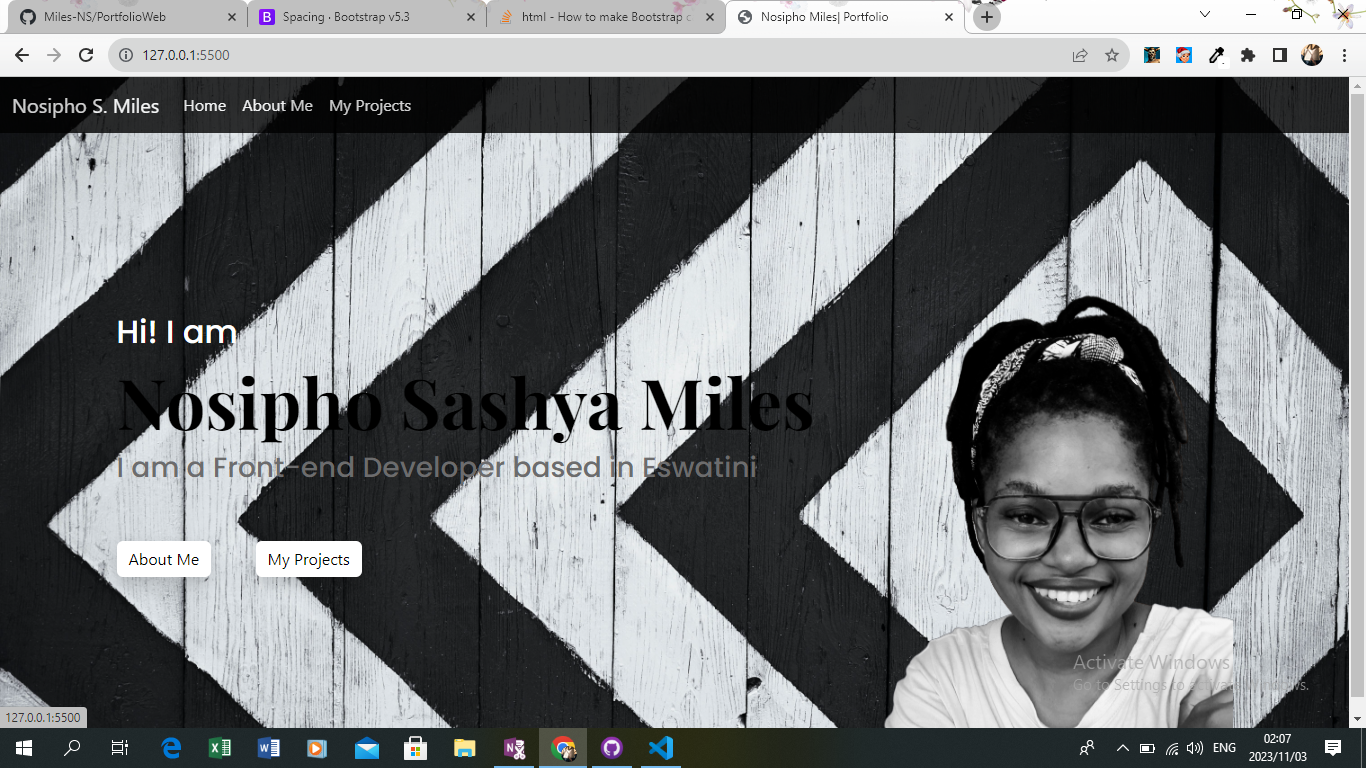 Miles-NS/PortfolioWeb
Spacing · Bootstrap v5.3
html - How to make Bootstrap c
Nosipho Miles| Portfolio
127.0.0.1:5500
Nosipho S. Miles Home About Me My Projects
Hi! I am
Nosipho Sashya Miles
I am a Front-end Developer based in Eswatini
About Me My Projects
Activate Windows
Go to Settings to activate Windows.
127.0.0.1:5500
ENG
02:07
2023/11/03